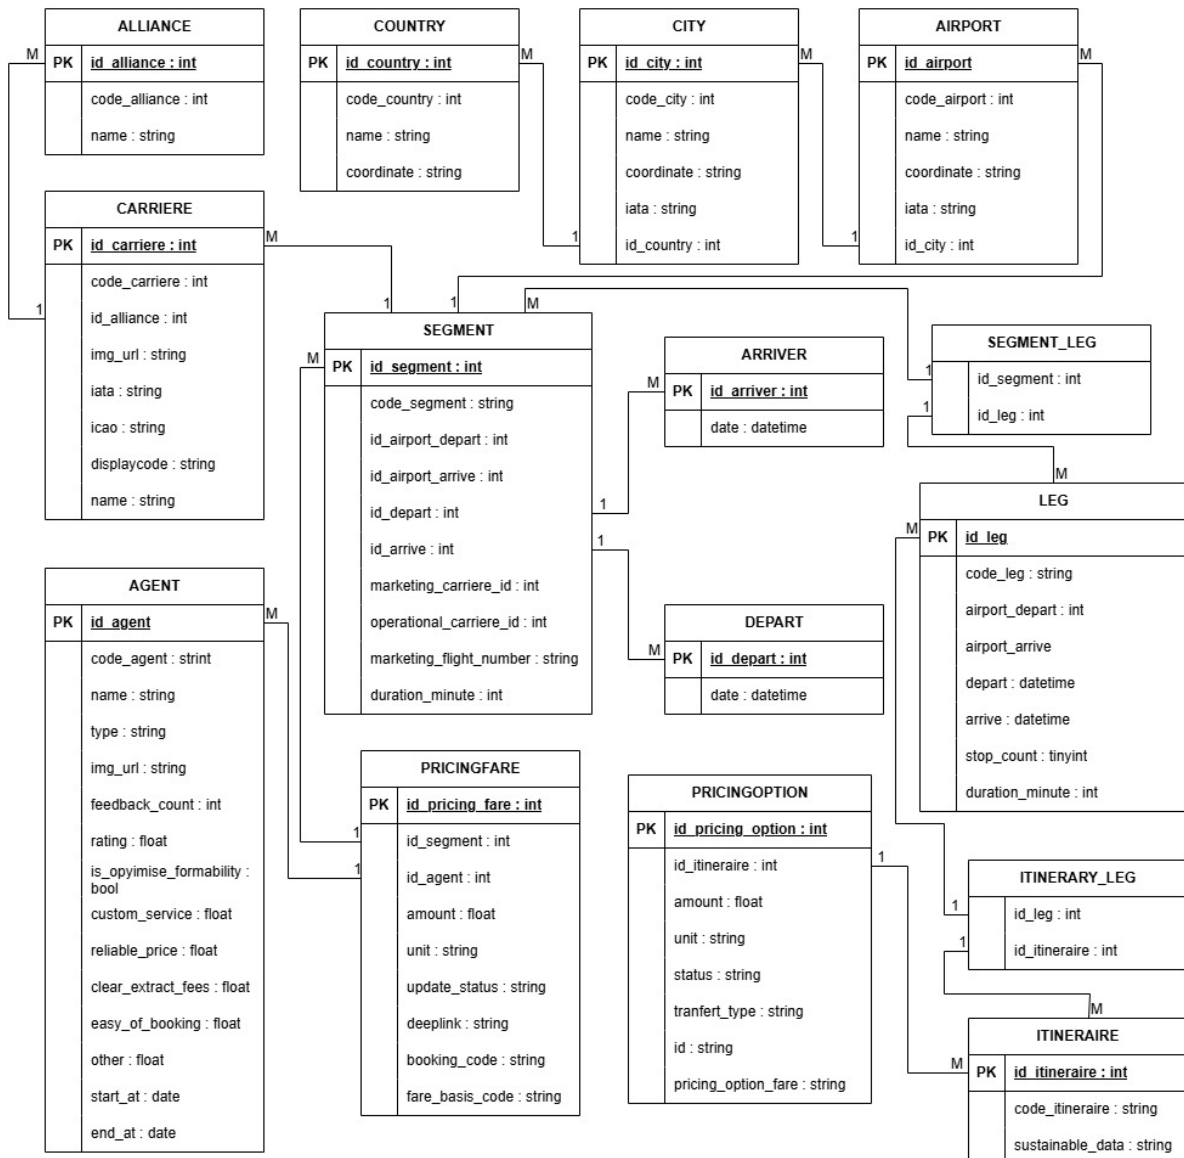 ALLIANCE
PK id_alliance : int
code_alliance : int
name : string
M
1
COUNTRY
PK id_country : int
code_country : int
name : string
coordinate : string
M
1
CITY
PK id_city : int
code_city : int
name : string
coordinate : string
iata : string
id_country : int
M
1
AIRPORT
PK id_airport
code_airport : int
name : string
coordinate : string
iata : string
id_city : int
M
1
CARRIERE
PK id_carriere : int
code_carriere : int
id_alliance : int
img_url : string
iata : string
icao : string
displaycode : string
name : string
M
1
SEGMENT
PK id_segment : int
code_segment : string
id_airport_depart : int
id_airport_arrive : int
id_depart : int
id_arrive : int
marketing_carriere_id : int
operational_carriere_id : int
marketing_flight_number : string
duration_minute : int
M
M
1
1
ARRIVER
PK id_arriver : int
date : datetime
M
SEGMENT_LEG
id_segment : int
id_leg : int
1
1
M
LEG
PK id_leg
code_leg : string
airport_depart : int
airport_arrive
depart : datetime
arrive : datetime
stop_count : tinyint
duration_minute : int
M
AGENT
PK id_agent
code_agent : strint
name : string
type : string
img_url : string
feedback_count : int
rating : float
is_opyimise_formability :
bool
custom_service : float
reliable_price : float
clear_extract_fees : float
easy_of_booking : float
other : float
start_at : date
end_at : date
M
DEPART
PK id_depart : int
date : datetime
M
PRICINGFARE
PK id_pricing_fare : int
id_segment : int
id_agent : int
amount : float
unit : string
update_status : string
deeplink : string
booking_code : string
fare_basis_code : string
1
1
PRICINGOPTION
PK id_pricing_option : int
id_itineraire : int
amount : float
unit : string
status : string
tranfert_type : string
id : string
pricing_option_fare : string
1
ITINERARY_LEG
id_leg : int
id_itineraire : int
1
1
M
M
ITINERAIRE
PK id_itineraire : int
code_itineraire : string
sustainable_data : string